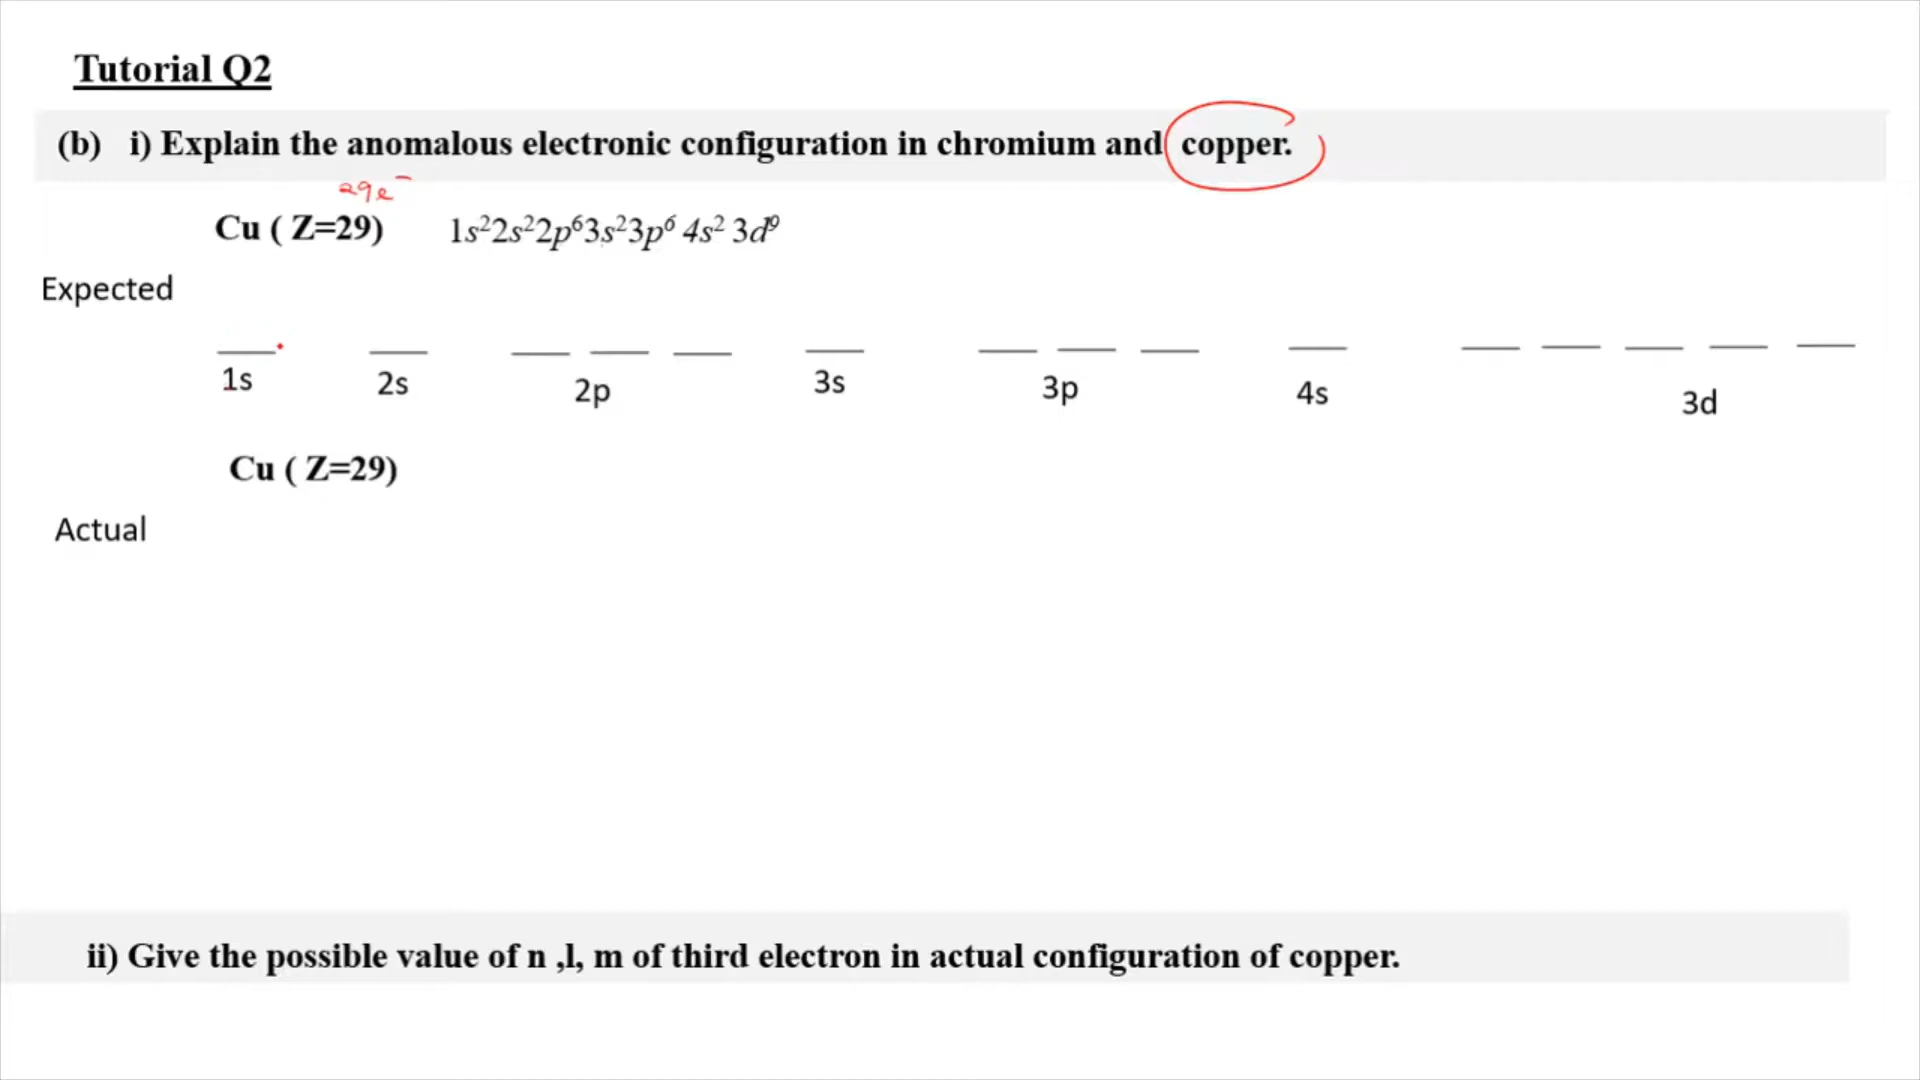 Tutorial Q2
(b) i) Explain the anomalous electronic configuration in chromium and copper.
29e⁻
Cu ( Z=29) 1s²2s²2p⁶3s²3p⁶ 4s² 3d⁹
Expected
1s 2s 2p 3s 3p 4s 3d
Cu ( Z=29)
Actual
ii) Give the possible value of n ,l, m of third electron in actual configuration of copper.